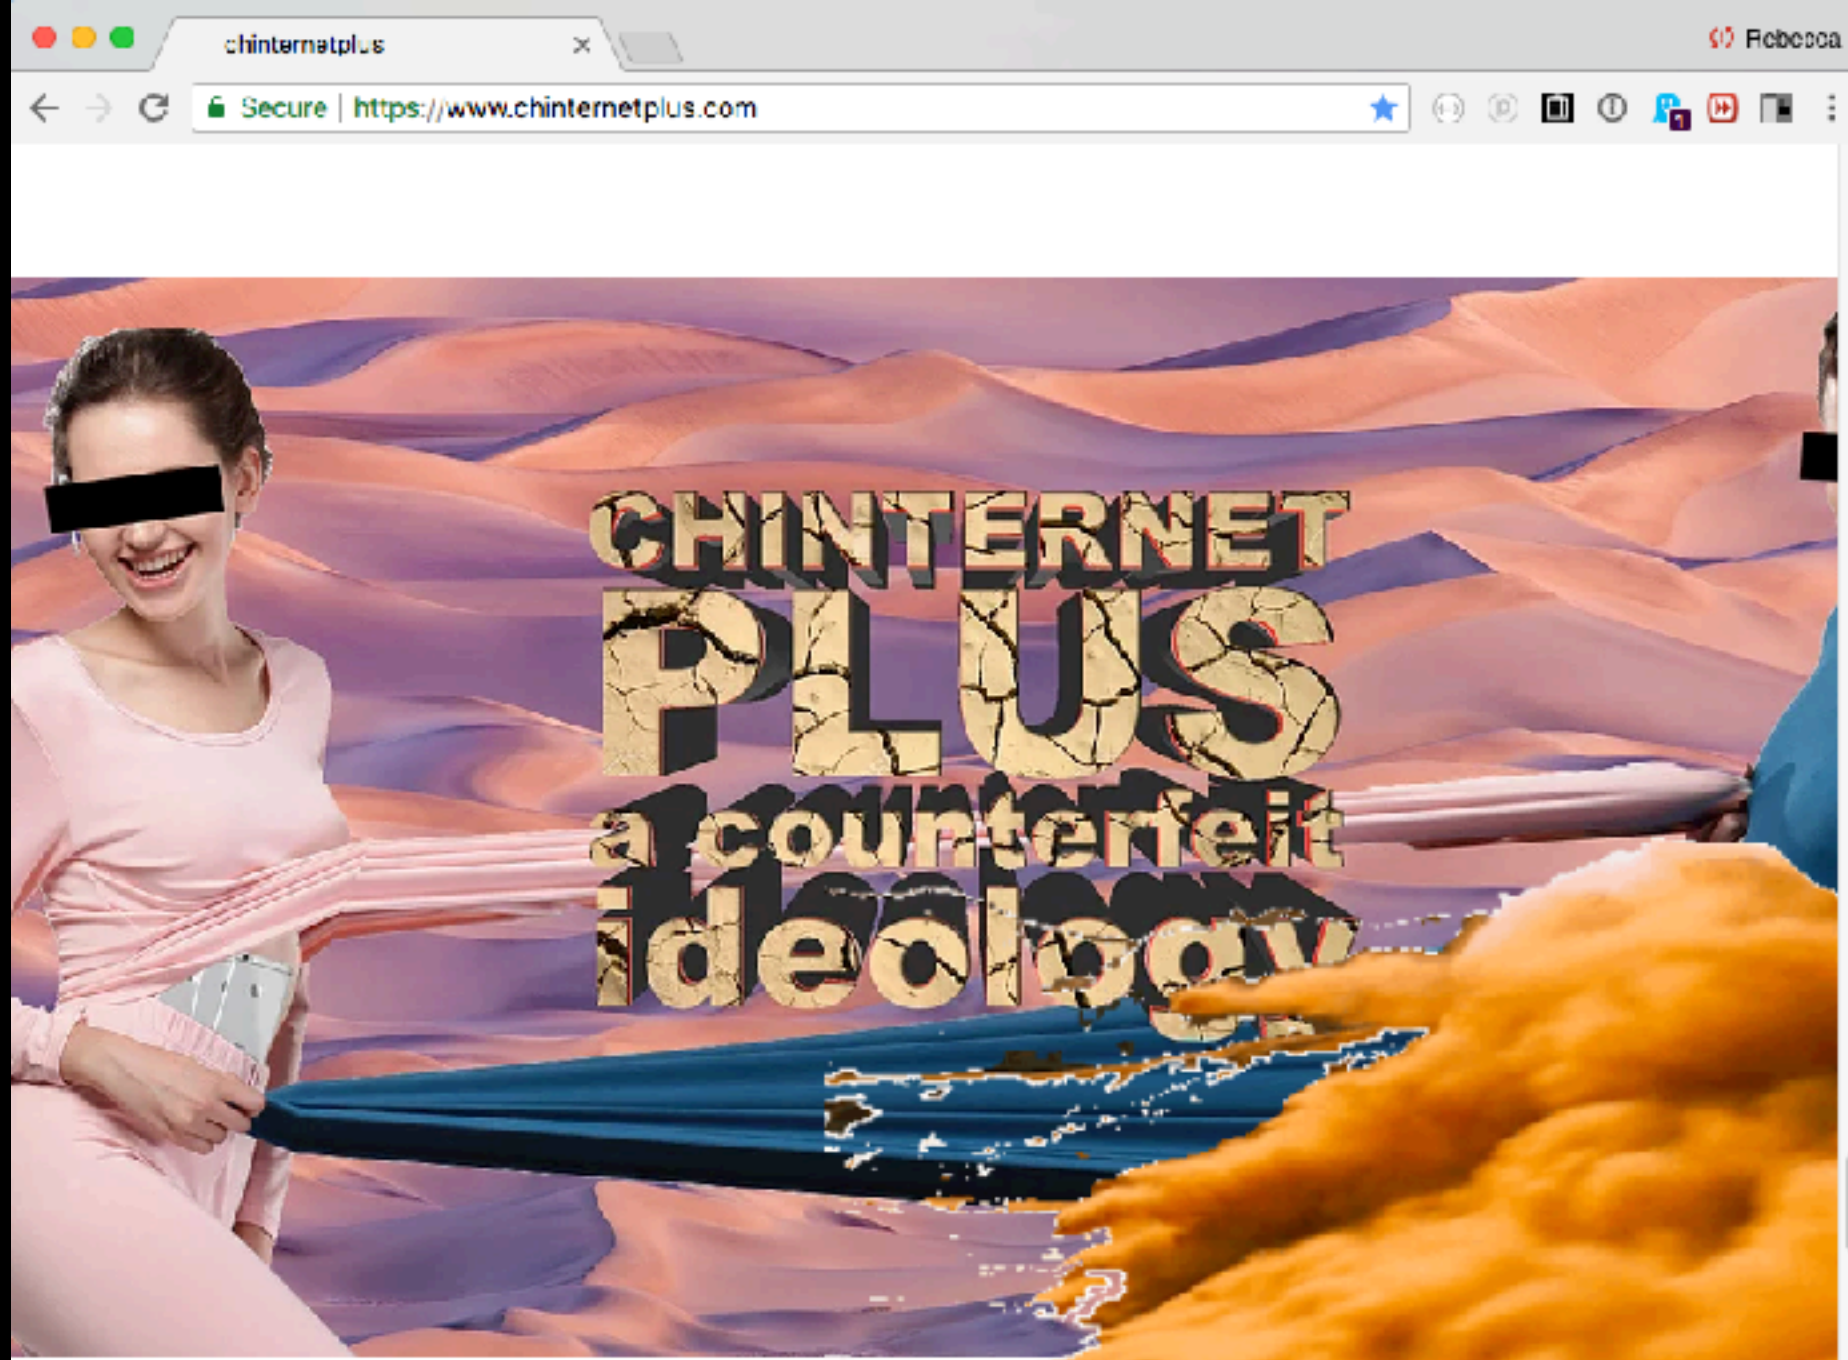 chinternetplus
Rebecca
Secure | https://www.chinternetplus.com
CHINTERNET
PLUS
a counterfeit
ideology